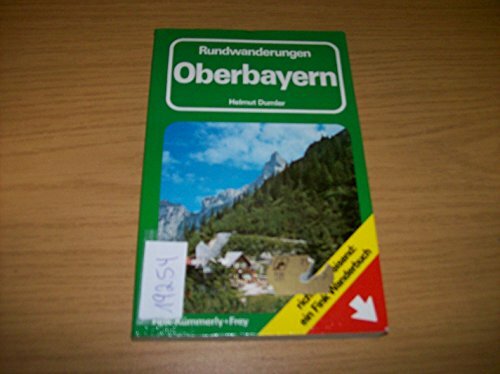 Rundwanderungen
Oberbayern
Helmut Dumler
ein Fink-Wanderbuch
19254
Kümmerly+Frey